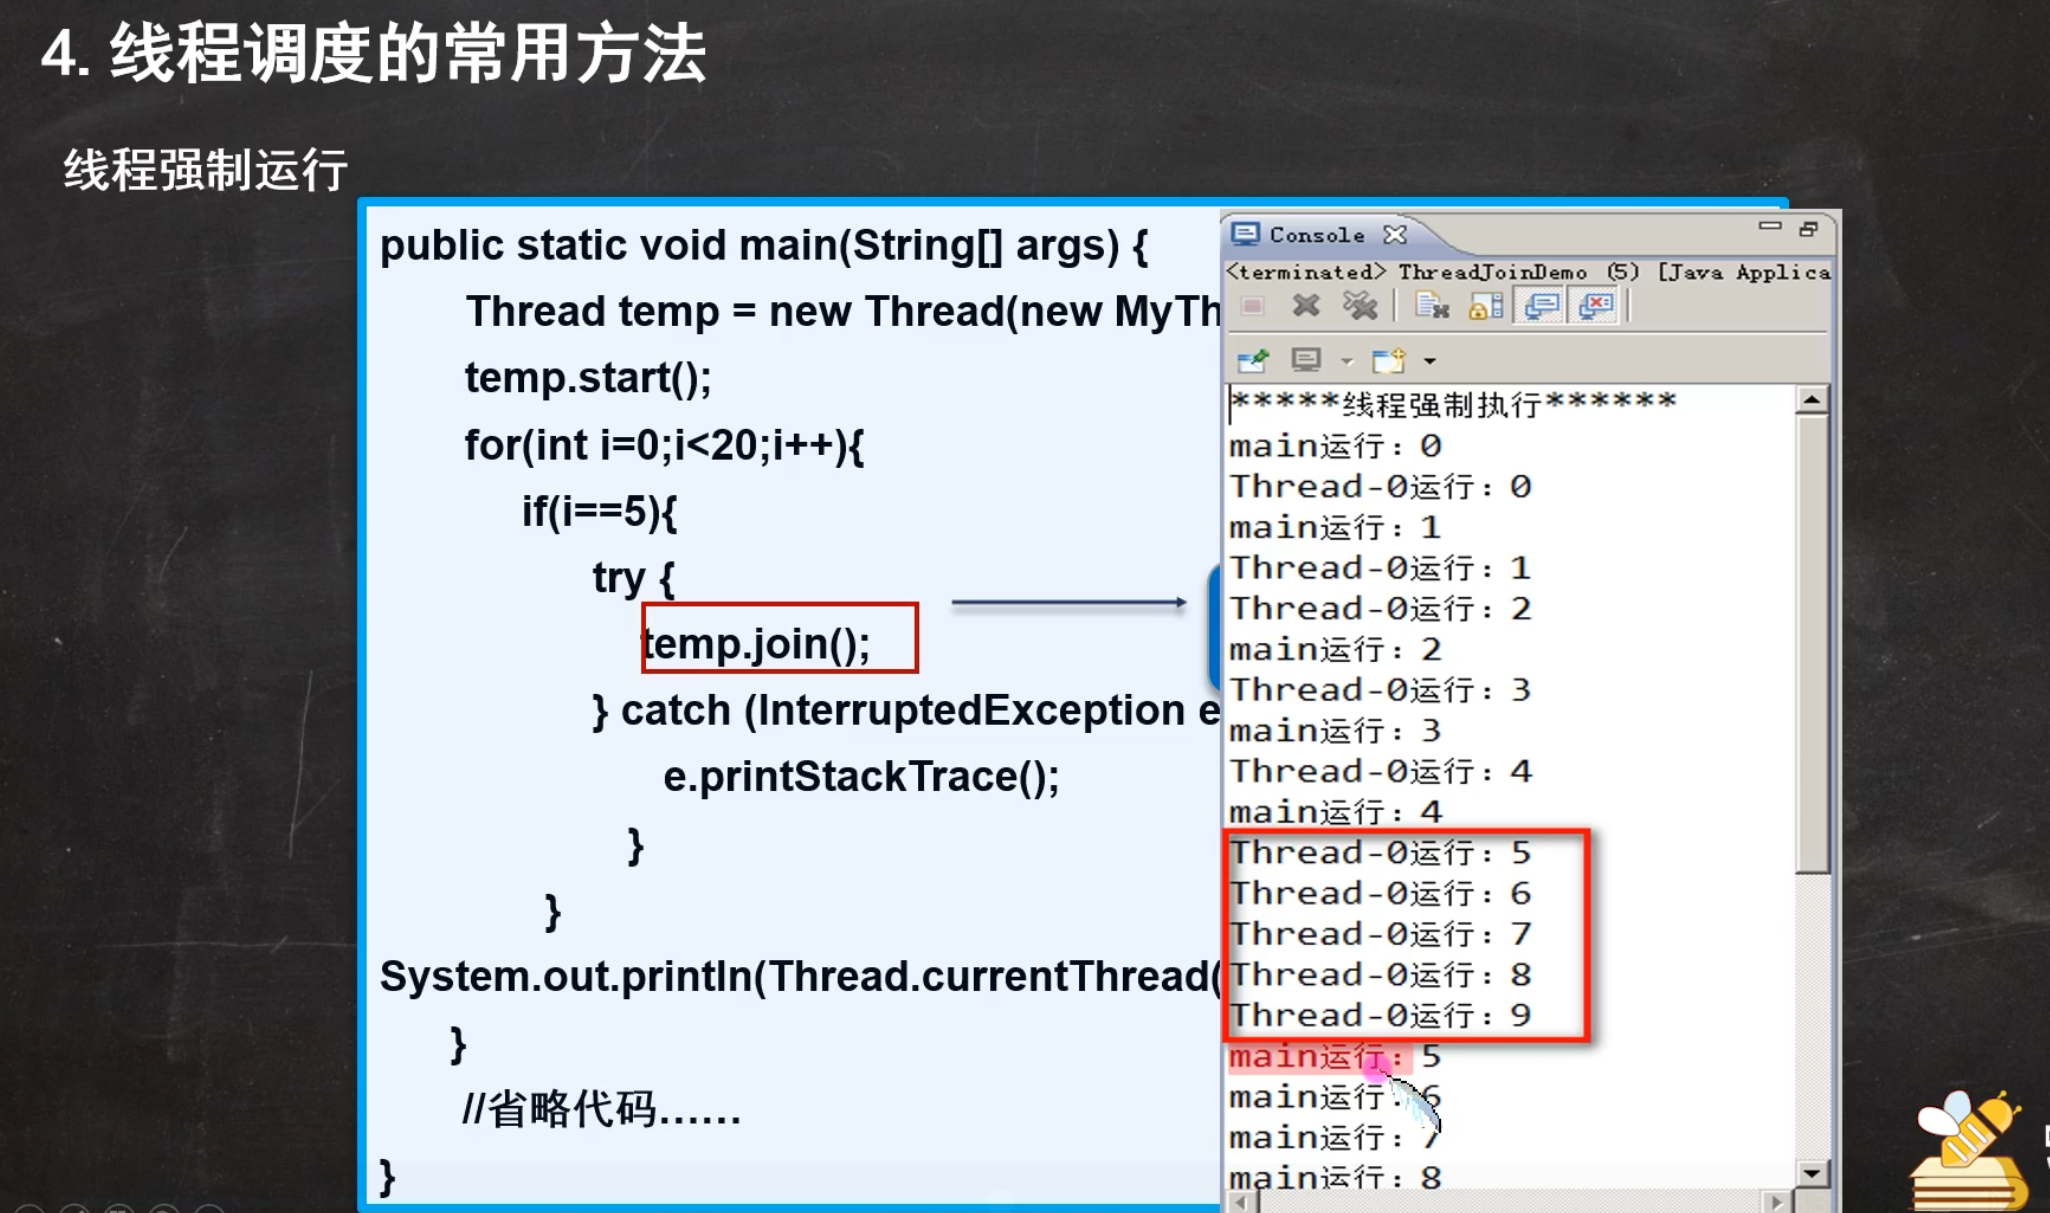 4. 线程调度的常用方法
线程强制运行
public static void main(String[] args) {
Thread temp = new Thread(new MyTh
temp.start();
for(int i=0;i<20;i++){
if(i==5){
try {
temp.join();
} catch (InterruptedException e
e.printStackTrace();
}
}
System.out.println(Thread.currentThread(
}
//省略代码……
}
Console
<terminated> ThreadJoinDemo (5) [Java Applica
*****线程强制执行******
main运行：0
Thread-0运行：0
main运行：1
Thread-0运行：1
Thread-0运行：2
main运行：2
Thread-0运行：3
main运行：3
Thread-0运行：4
main运行：4
Thread-0运行：5
Thread-0运行：6
Thread-0运行：7
Thread-0运行：8
Thread-0运行：9
main运行：5
main运行：6
main运行：7
main运行：8